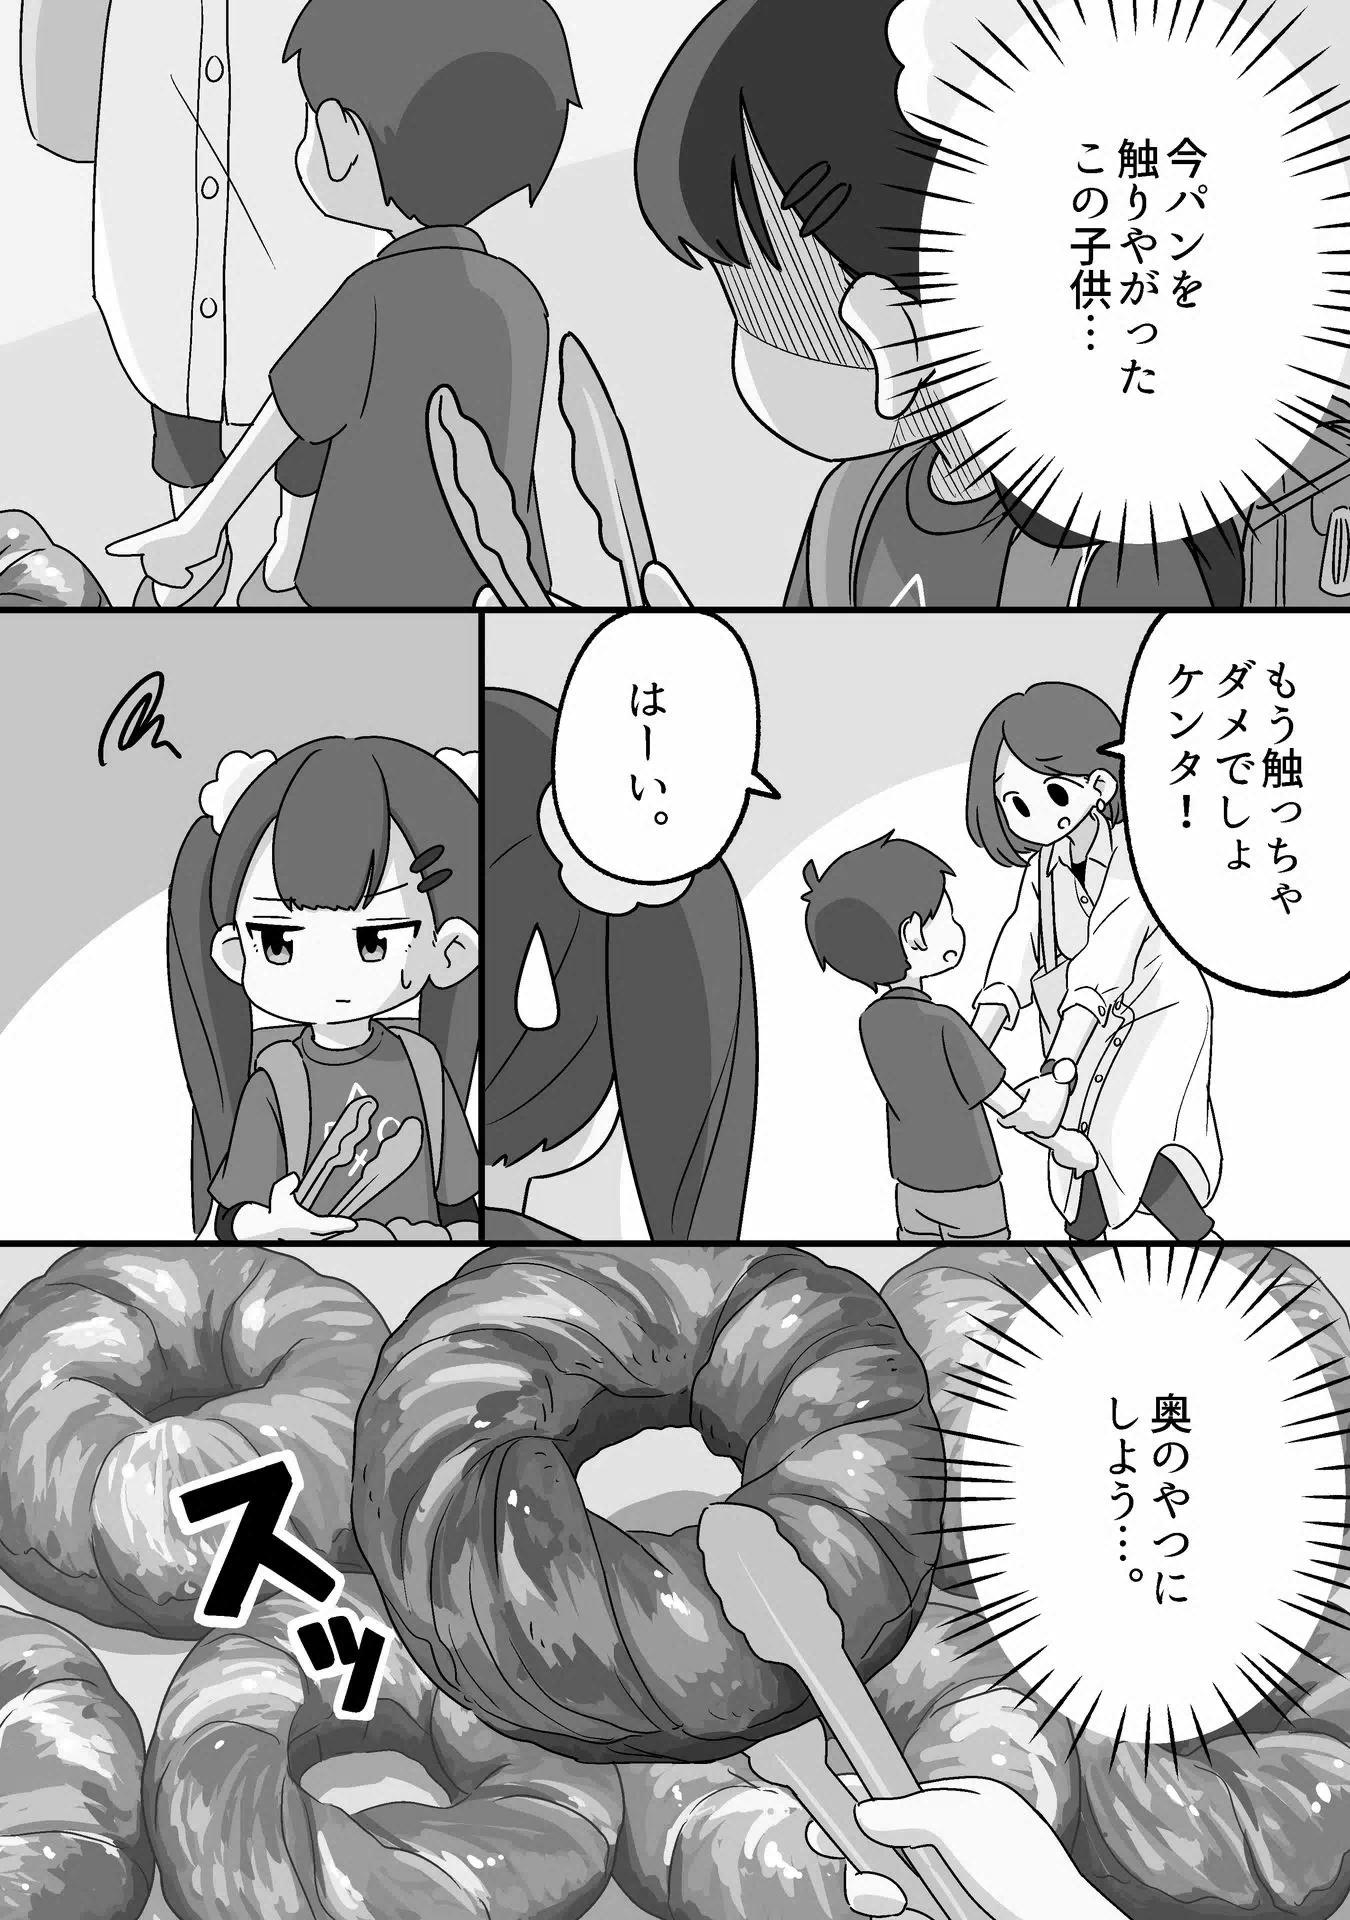 今パンを
触りやがった
この子供…
もう触っちゃ
ダメでしょ
ケンタ！
はーい。
奥のやつに
しよう…。
スッ